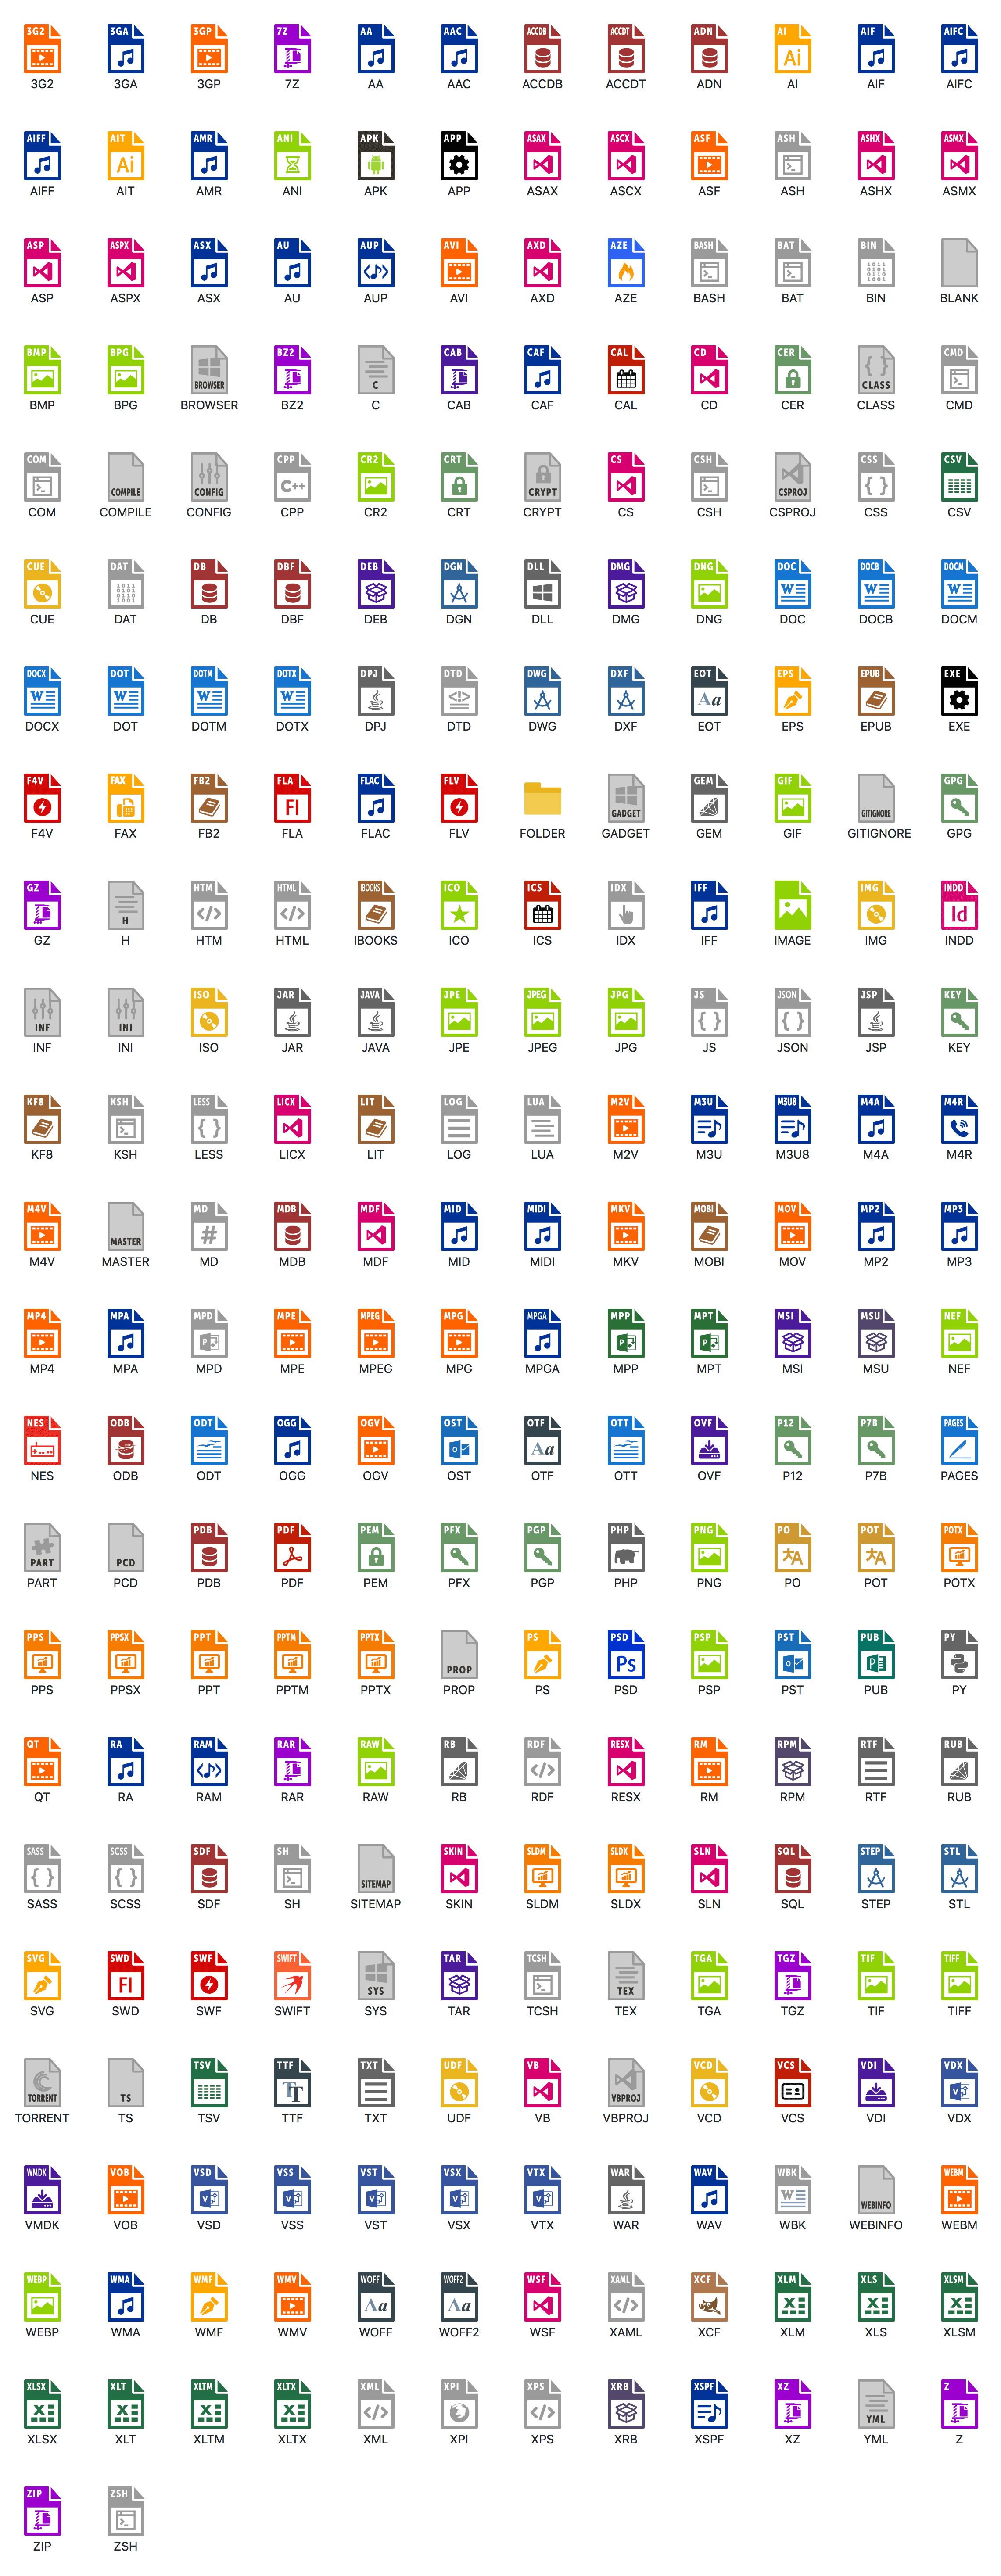 3G2 3GA 3GP 7Z AA AAC ACCDB ACCDT ADN AI AIF AIFC
3G2 3GA 3GP 7Z AA AAC ACCDB ACCDT ADN AI AIF AIFC
AIFF AIT AMR ANI APK APP ASAX ASCX ASF ASH ASHX ASMX
AIFF AIT AMR ANI APK APP ASAX ASCX ASF ASH ASHX ASMX
ASP ASPX ASX AU AUP AVI AXD AZE BASH BAT BIN
ASP ASPX ASX AU AUP AVI AXD AZE BASH BAT BIN BLANK
BMP BPG BROWSER BZ2 C CAB CAF CAL CD CER CLASS CMD
BMP BPG BROWSER BZ2 C CAB CAF CAL CD CER CLASS CMD
COM COMPILE CONFIG CPP CR2 CRT CRYPT CS CSH CSPROJ CSS CSV
COM COMPILE CONFIG CPP CR2 CRT CRYPT CS CSH CSPROJ CSS CSV
CUE DAT DB DBF DEB DGN DLL DMG DNG DOC DOCB DOCM
CUE DAT DB DBF DEB DGN DLL DMG DNG DOC DOCB DOCM
DOCX DOT DOTM DOTX DPJ DTD DWG DXF EOT EPS EPUB EXE
DOCX DOT DOTM DOTX DPJ DTD DWG DXF EOT EPS EPUB EXE
F4V FAX FB2 FLA FLAC FLV GADGET GEM GIF GITIGNORE GPG
F4V FAX FB2 FLA FLAC FLV FOLDER GADGET GEM GIF GITIGNORE GPG
GZ H HTM HTML IBOOKS ICO ICS IDX IFF IMG INDD
GZ H HTM HTML IBOOKS ICO ICS IDX IFF IMAGE IMG INDD
INF INI ISO JAR JAVA JPE JPEG JPG JS JSON JSP KEY
INF INI ISO JAR JAVA JPE JPEG JPG JS JSON JSP KEY
KF8 KSH LESS LICX LIT LOG LUA M2V M3U M3U8 M4A M4R
KF8 KSH LESS LICX LIT LOG LUA M2V M3U M3U8 M4A M4R
M4V MASTER MD MDB MDF MID MIDI MKV MOBI MOV MP2 MP3
M4V MASTER MD MDB MDF MID MIDI MKV MOBI MOV MP2 MP3
MP4 MPA MPD MPE MPEG MPG MPGA MPP MPT MSI MSU NEF
MP4 MPA MPD MPE MPEG MPG MPGA MPP MPT MSI MSU NEF
NES ODB ODT OGG OGV OST OTF OTT OVF P12 P7B PAGES
NES ODB ODT OGG OGV OST OTF OTT OVF P12 P7B PAGES
PART PCD PDB PDF PEM PFX PGP PHP PNG PO POT POTX
PART PCD PDB PDF PEM PFX PGP PHP PNG PO POT POTX
PPS PPSX PPT PPTM PPTX PROP PS PSD PSP PST PUB PY
PPS PPSX PPT PPTM PPTX PROP PS PSD PSP PST PUB PY
QT RA RAM RAR RAW RB RDF RESX RM RPM RTF RUB
QT RA RAM RAR RAW RB RDF RESX RM RPM RTF RUB
SASS SCSS SDF SH SITEMAP SKIN SLDM SLDX SLN SQL STEP STL
SASS SCSS SDF SH SITEMAP SKIN SLDM SLDX SLN SQL STEP STL
SVG SWD SWF SWIFT SYS TAR TCSH TEX TGA TGZ TIF TIFF
SVG SWD SWF SWIFT SYS TAR TCSH TEX TGA TGZ TIF TIFF
TORRENT TS TSV TTF TXT UDF VB VBPROJ VCD VCS VDI VDX
TORRENT TS TSV TTF TXT UDF VB VBPROJ VCD VCS VDI VDX
WMDK VOB VSD VSS VST VSX VTX WAR WAV WBK WEBINFO WEBM
VMDK VOB VSD VSS VST VSX VTX WAR WAV WBK WEBINFO WEBM
WEBP WMA WMF WMV WOFF WOFF2 WSF XAML XCF XLM XLS XLSM
WEBP WMA WMF WMV WOFF WOFF2 WSF XAML XCF XLM XLS XLSM
XLSX XLT XLTM XLTX XML XPI XPS XRB XSPF XZ YML Z
XLSX XLT XLTM XLTX XML XPI XPS XRB XSPF XZ YML Z
ZIP ZSH
ZIP ZSH